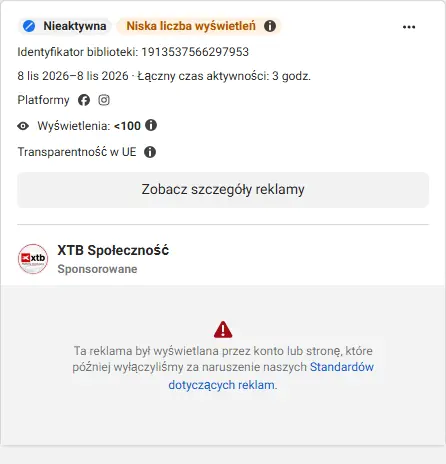 Nieaktywna Niska liczba wyświetleń
Identyfikator biblioteki: 1913537566297953
8 lis 2026–8 lis 2026 · Łączny czas aktywności: 3 godz.
Platformy
Wyświetlenia: <100
Transparentność w UE
Zobacz szczegóły reklamy
xtb
XTB Społeczność
Sponsorowane
Ta reklama był wyświetlana przez konto lub stronę, które
później wyłączyliśmy za naruszenie naszych Standardów
dotyczących reklam.